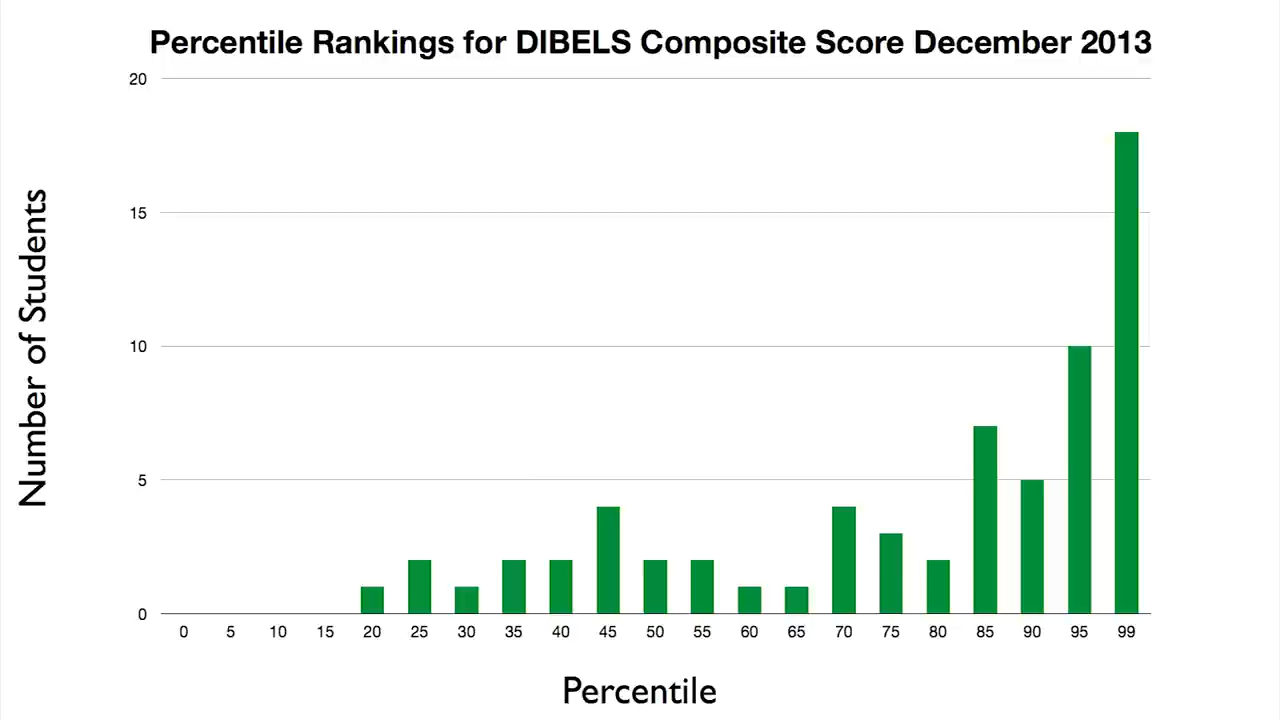 Percentile Rankings for DIBELS Composite Score December 2013
20
15
10
5
0
Number of Students
0 5 10 15 20 25 30 35 40 45 50 55 60 65 70 75 80 85 90 95 99
Percentile